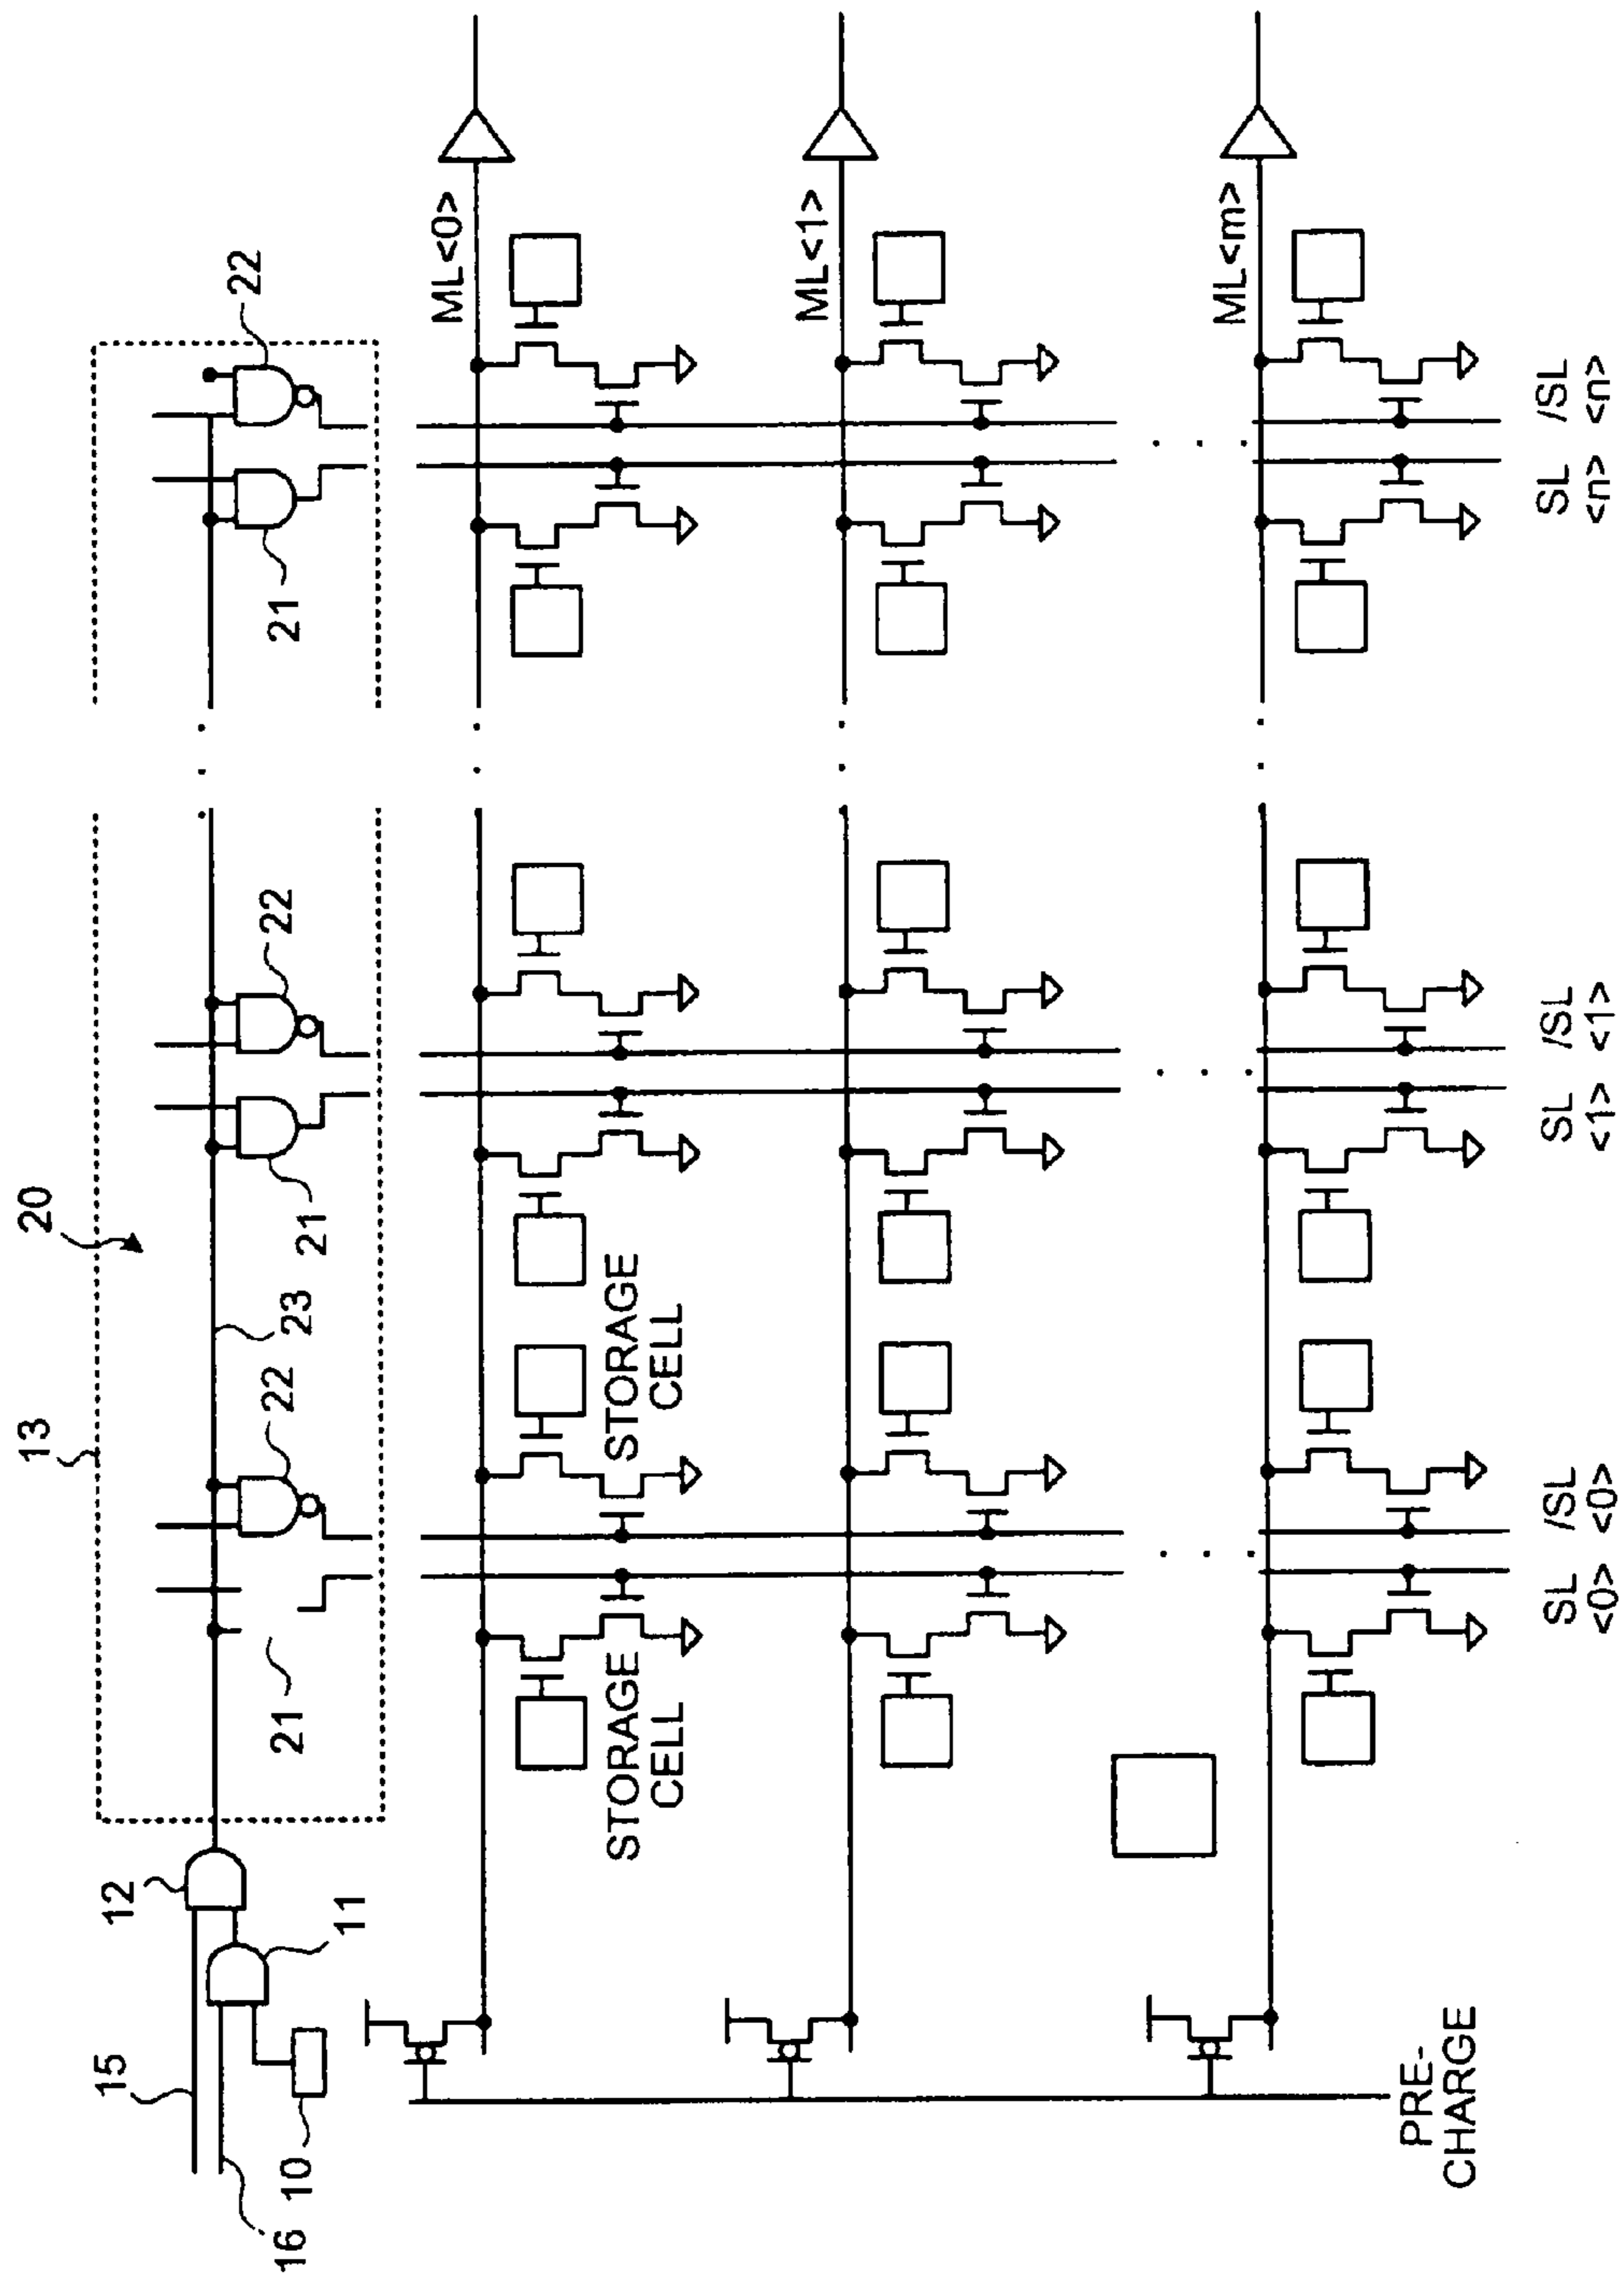 13
20
22
12
15
11
16
10
21
22
23
21
22
21
ML<0>
STORAGE
CELL
STORAGE
CELL
ML<1>
ML<m>
PRE-
CHARGE
SL
<0>
/SL
<0>
SL
<1>
/SL
<1>
SL
<n>
/SL
<n>